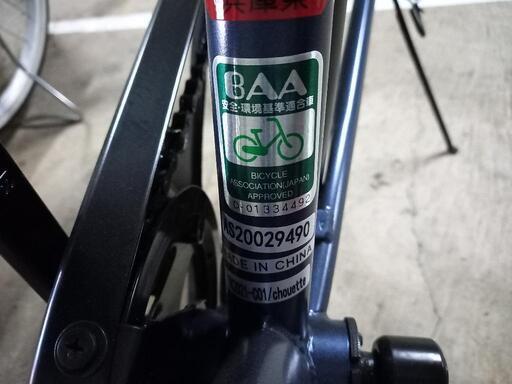 兵庫県
BAA
安全・環境基準適合車
BICYCLE
ASSOCIATION(JAPAN)
APPROVED
01334492
AS20029490
MADE IN CHINA
001/chouette